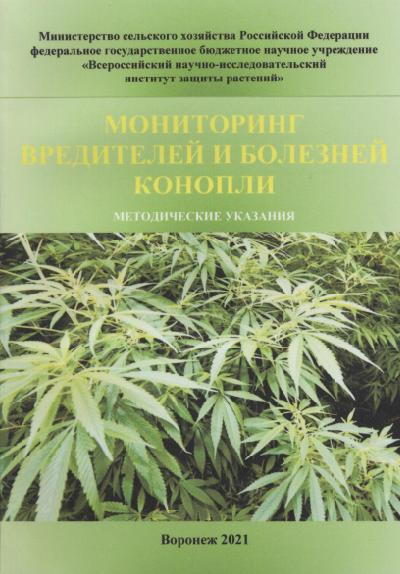 Министерство сельского хозяйства Российской Федерации
федеральное государственное бюджетное научное учреждение
«Всероссийский научно-исследовательский
институт защиты растений»
МОНИТОРИНГ
ВРЕДИТЕЛЕЙ И БОЛЕЗНЕЙ
КОНОПЛИ
МЕТОДИЧЕСКИЕ УКАЗАНИЯ
Воронеж 2021